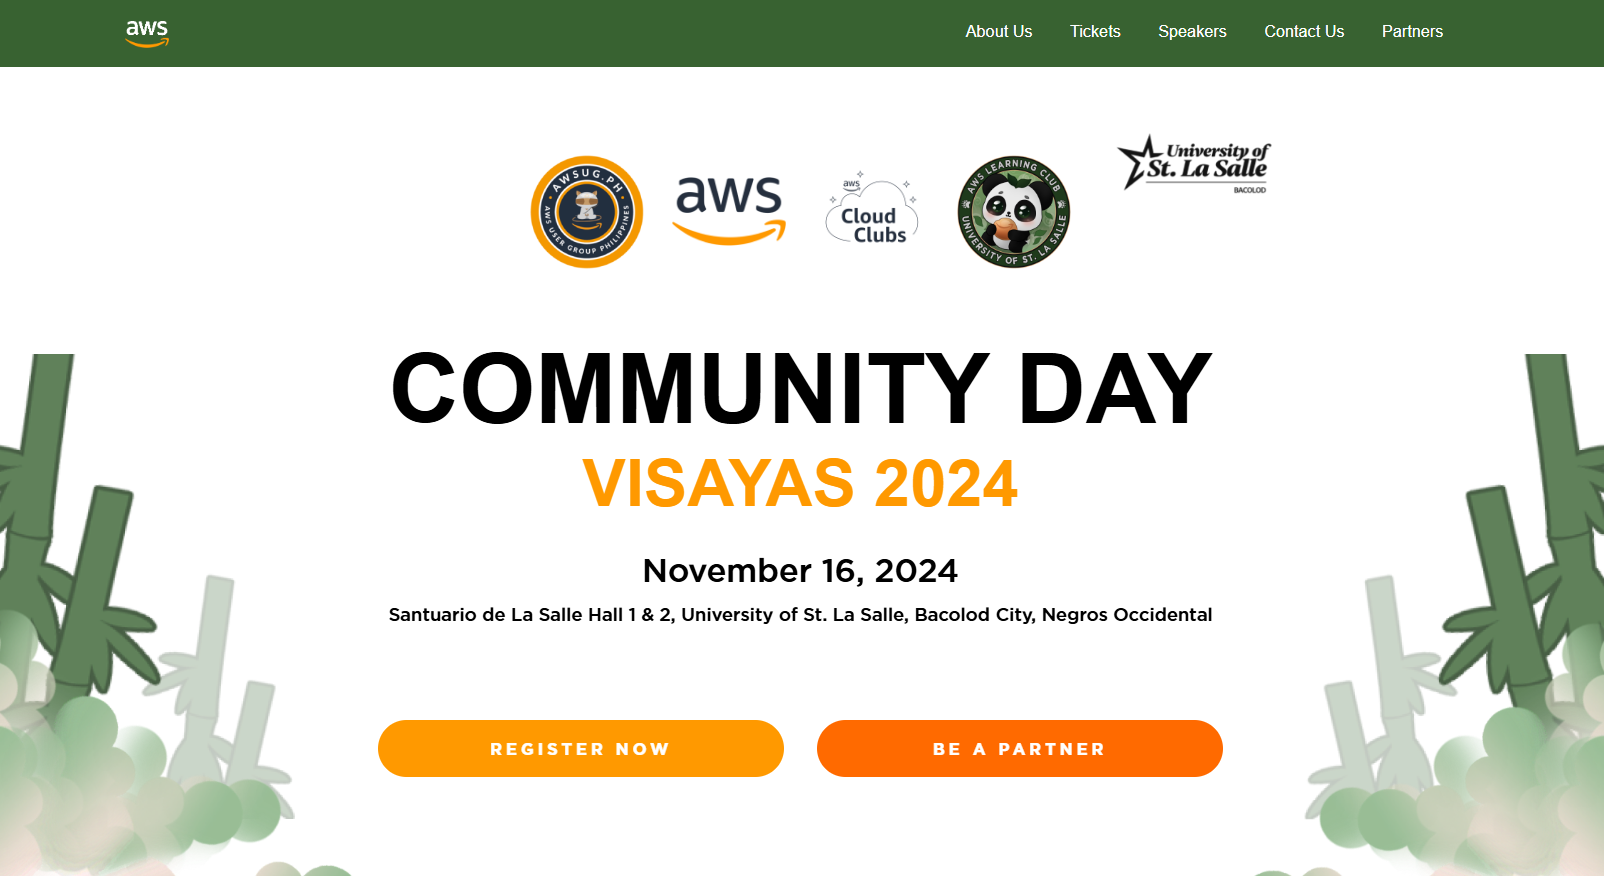 aws
About Us Tickets Speakers Contact Us Partners
AWSUG.PH
AWS USER GROUP PHILIPPINES
aws
aws
Cloud
Clubs
AWS LEARNING CLUB
UNIVERSITY OF ST. LA SALLE
University of
St. La Salle
BACOLOD
COMMUNITY DAY
VISAYAS 2024
November 16, 2024
Santuario de La Salle Hall 1 & 2, University of St. La Salle, Bacolod City, Negros Occidental
REGISTER NOW
BE A PARTNER